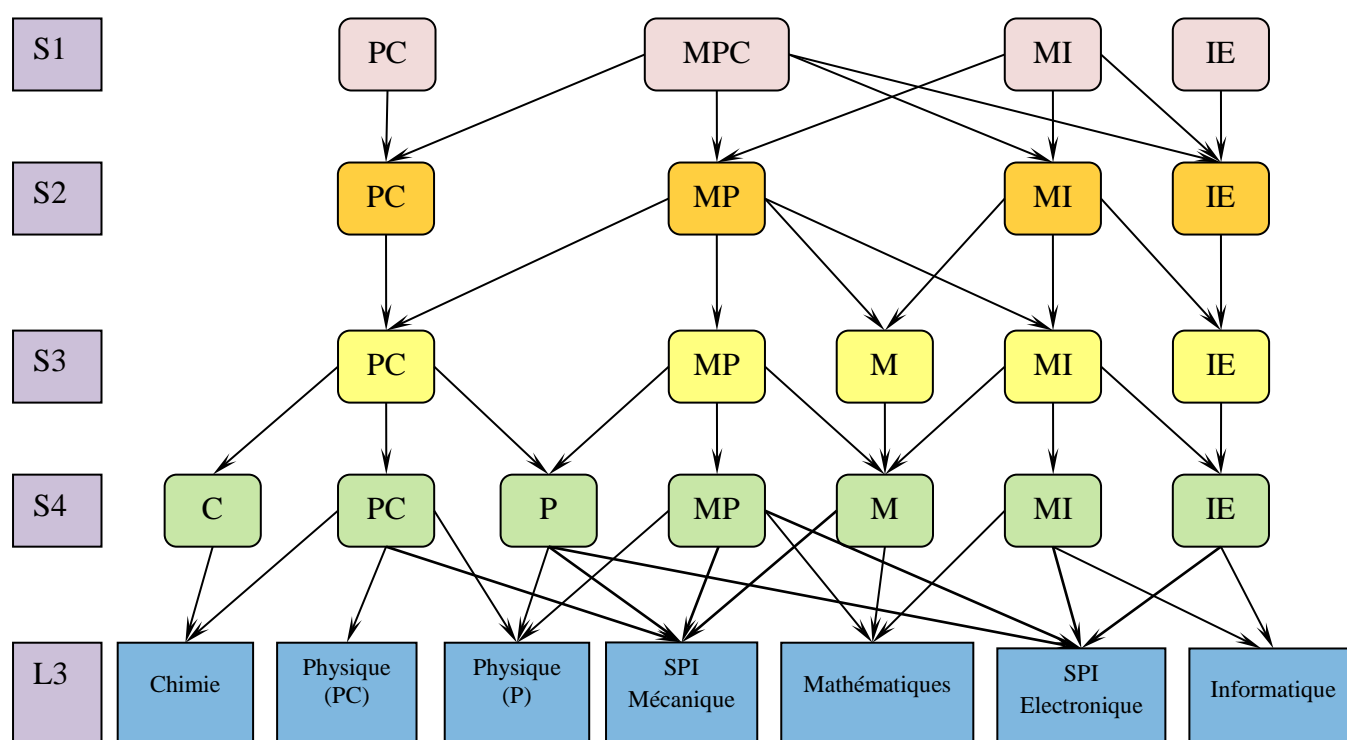 S1
PC
MPC
MI
IE
S2
PC
MP
MI
IE
S3
PC
MP
M
MI
IE
S4
C
PC
P
MP
M
MI
IE
L3
Chimie
Physique
(PC)
Physique
(P)
SPI
Mécanique
Mathématiques
SPI
Electronique
Informatique